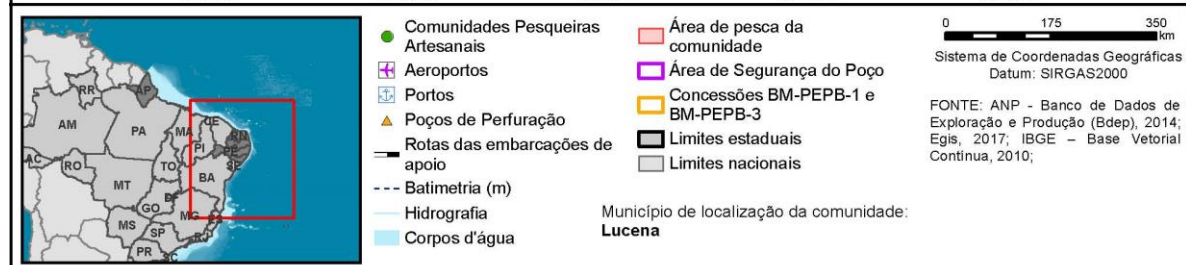 RR
AP
AM
PA
MA
CE
RN
PI
PE
AC
RO
TO
SE
BA
MT
DF
GO
MG
MS
ES
SP
RJ
PR
SC
Comunidades Pesqueiras
Artesanais
Aeroportos
Portos
Poços de Perfuração
Rotas das embarcações de
apoio
Batimetria (m)
Hidrografia
Corpos d'água
Área de pesca da
comunidade
Área de Segurança do Poço
Concessões BM-PEPB-1 e
BM-PEPB-3
Limites estaduais
Limites nacionais
Município de localização da comunidade:
Lucena
0 175 350
km
Sistema de Coordenadas Geográficas
Datum: SIRGAS2000
FONTE: ANP - Banco de Dados de
Exploração e Produção (Bdep), 2014;
Egis, 2017; IBGE – Base Vetorial
Contínua, 2010;